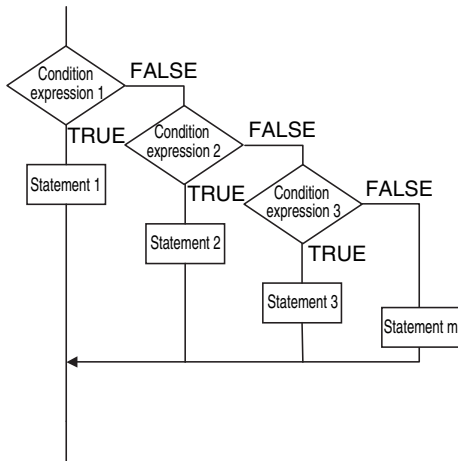 Condition
expression 1
FALSE
TRUE
Statement 1
Condition
expression 2
FALSE
TRUE
Statement 2
Condition
expression 3
FALSE
TRUE
Statement 3
Statement m